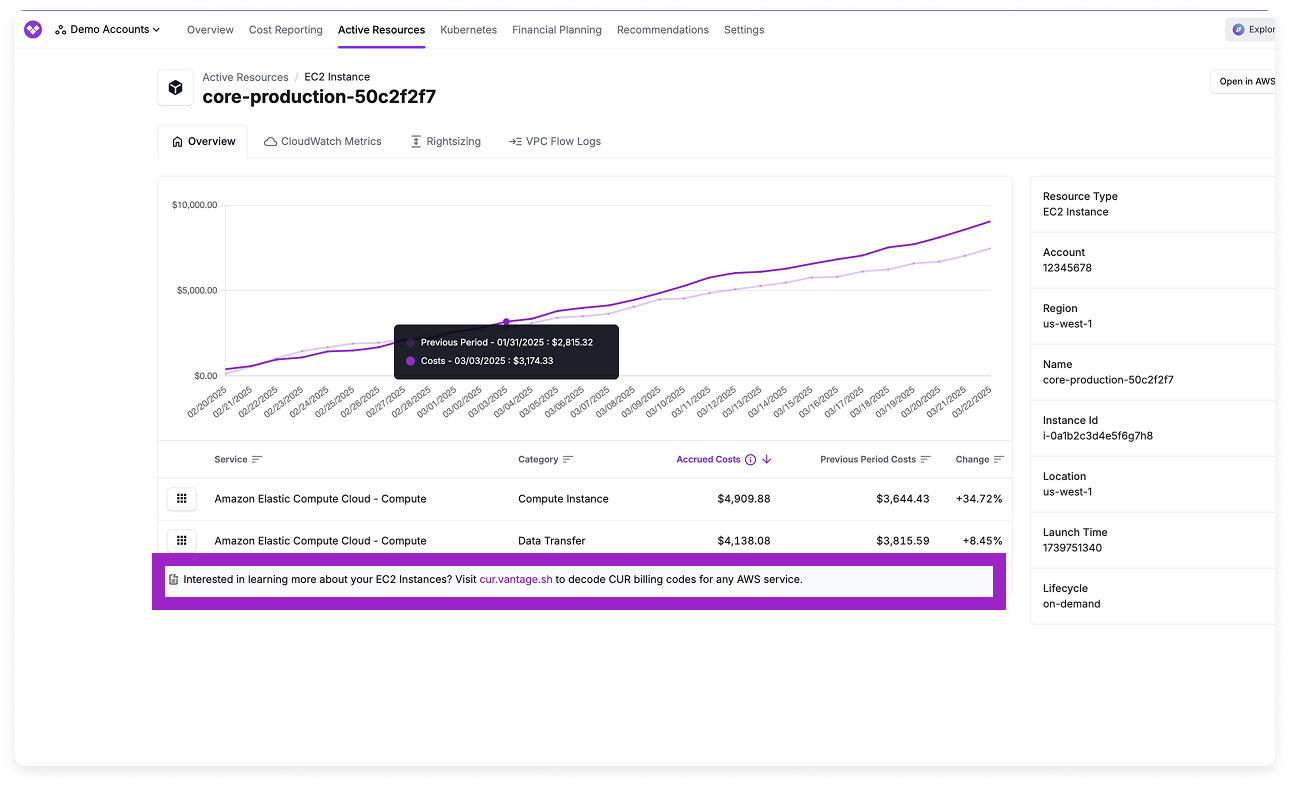 Demo Accounts
Overview
Cost Reporting
Active Resources
Kubernetes
Financial Planning
Recommendations
Settings
Explor
Active Resources / EC2 Instance
core-production-50c2f2f7
Open in AWS
Overview
CloudWatch Metrics
Rightsizing
VPC Flow Logs
$10,000.00
$5,000.00
$0.00
Previous Period - 01/31/2025 : $2,815.32
Costs - 03/03/2025 : $3,174.33
02/20/2025
02/21/2025
02/22/2025
02/23/2025
02/24/2025
02/25/2025
02/26/2025
02/27/2025
02/28/2025
03/01/2025
03/02/2025
03/03/2025
03/04/2025
03/05/2025
03/06/2025
03/07/2025
03/08/2025
03/09/2025
03/10/2025
03/11/2025
03/12/2025
03/13/2025
03/14/2025
03/15/2025
03/16/2025
03/17/2025
03/18/2025
03/19/2025
03/20/2025
03/21/2025
03/22/2025
Service Category Accrued Costs Previous Period Costs Change
Amazon Elastic Compute Cloud - Compute Compute Instance $4,909.88 $3,644.43 +34.72%
Amazon Elastic Compute Cloud - Compute Data Transfer $4,138.08 $3,815.59 +8.45%
Interested in learning more about your EC2 Instances? Visit cur.vantage.sh to decode CUR billing codes for any AWS service.
Resource Type
EC2 Instance
Account
12345678
Region
us-west-1
Name
core-production-50c2f2f7
Instance Id
i-0a1b2c3d4e5f6g7h8
Location
us-west-1
Launch Time
1739751340
Lifecycle
on-demand